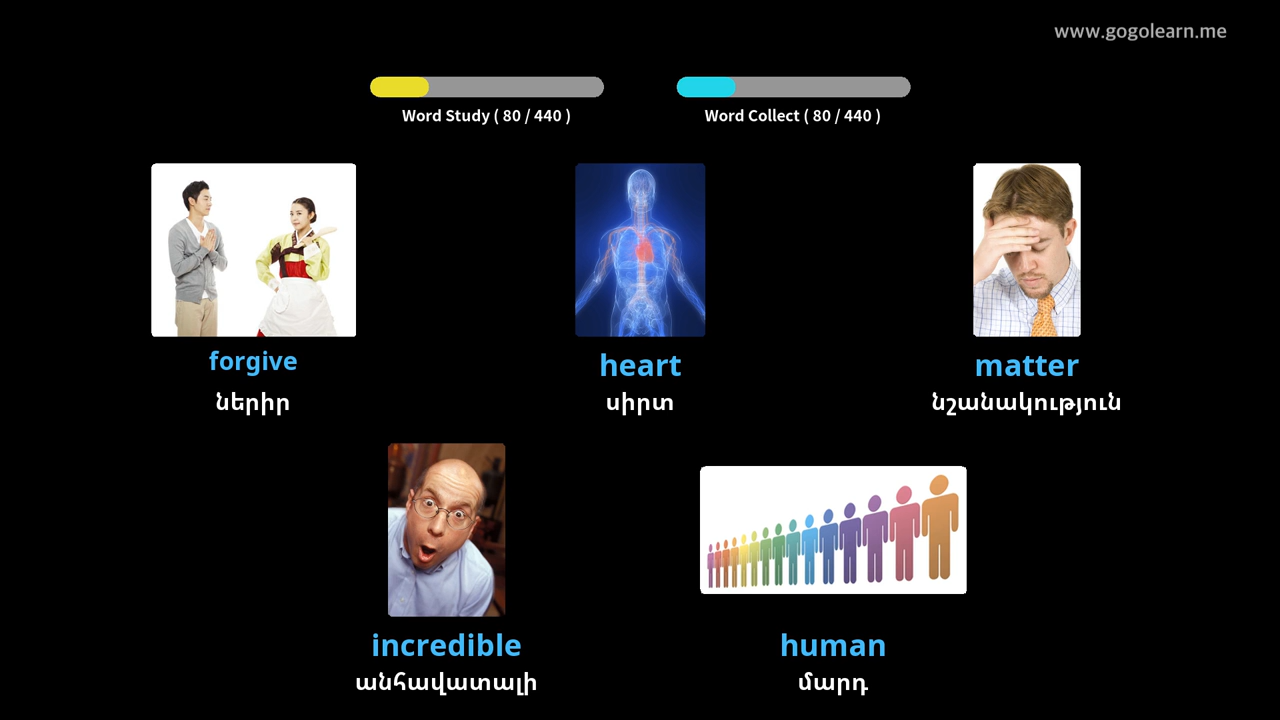 www.gogolearn.me
Word Study ( 80 / 440 )
Word Collect ( 80 / 440 )
forgive
ներիր
heart
սիրտ
matter
նշանակություն
incredible
անհավատալի
human
մարդ